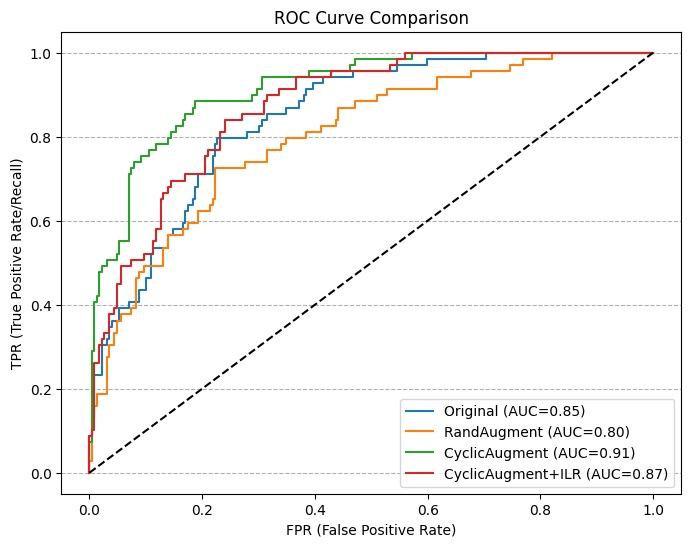 ROC Curve Comparison
TPR (True Positive Rate/Recall)
1.0
0.8
0.6
0.4
0.2
0.0
Original (AUC=0.85)
RandAugment (AUC=0.80)
CyclicAugment (AUC=0.91)
CyclicAugment+ILR (AUC=0.87)
0.0 0.2 0.4 0.6 0.8 1.0
FPR (False Positive Rate)